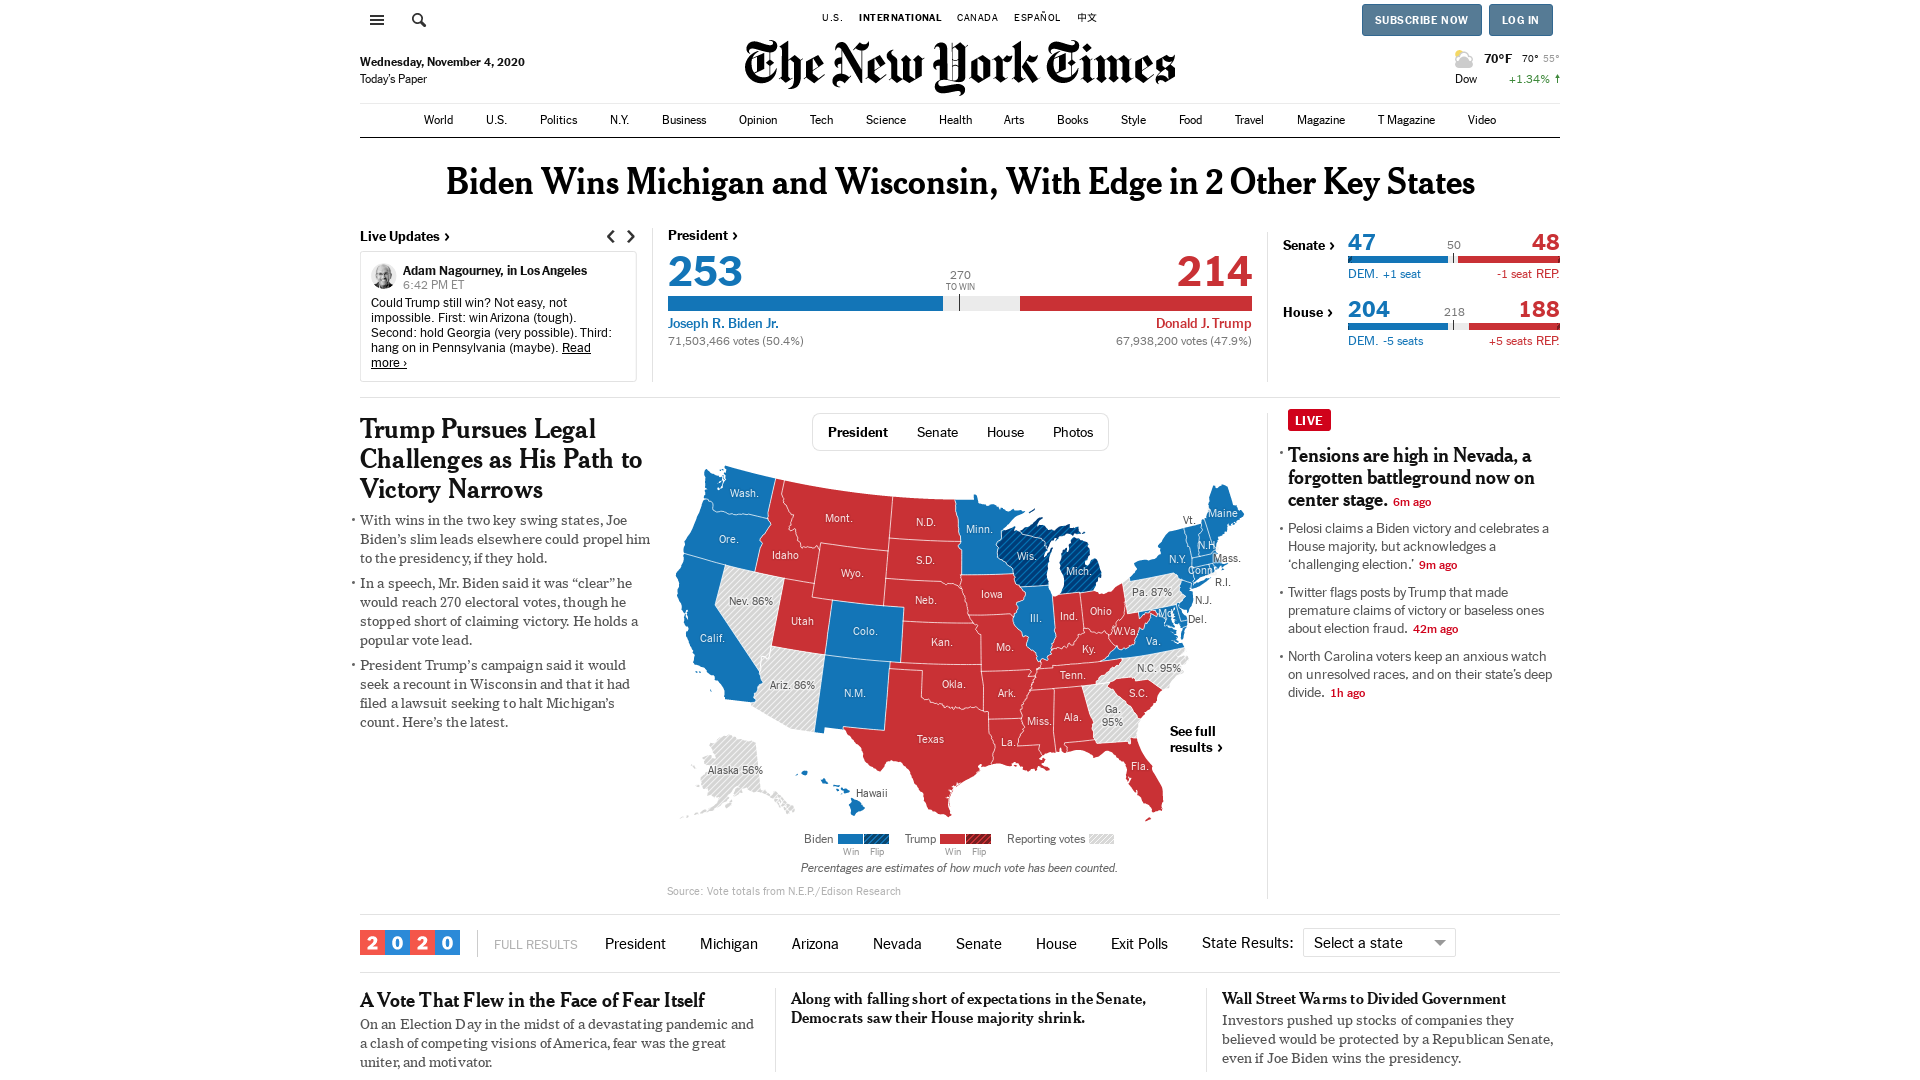 U.S. INTERNATIONAL CANADA ESPAÑOL 中文
SUBSCRIBE NOW LOG IN
Wednesday, November 4, 2020
Today's Paper
The New York Times
70°F 70° 55°
Dow +1.34% ↑
World U.S. Politics N.Y. Business Opinion Tech Science Health Arts Books Style Food Travel Magazine T Magazine Video
Biden Wins Michigan and Wisconsin, With Edge in 2 Other Key States
Live Updates ›
Adam Nagourney, in Los Angeles
6:42 PM ET
Could Trump still win? Not easy, not
impossible. First: win Arizona (tough).
Second: hold Georgia (very possible). Third:
hang on in Pennsylvania (maybe). Read
more ›
President ›
253
270
TO WIN
214
Joseph R. Biden Jr.
Donald J. Trump
71,503,466 votes (50.4%)
67,938,200 votes (47.9%)
Senate ›
47 50 48
DEM. +1 seat -1 seat REP.
House ›
204 218 188
DEM. -5 seats +5 seats REP.
Trump Pursues Legal
Challenges as His Path to
Victory Narrows
• With wins in the two key swing states, Joe
Biden's slim leads elsewhere could propel him
to the presidency, if they hold.
• In a speech, Mr. Biden said it was “clear” he
would reach 270 electoral votes, though he
stopped short of claiming victory. He holds a
popular vote lead.
• President Trump's campaign said it would
seek a recount in Wisconsin and that it had
filed a lawsuit seeking to halt Michigan's
count. Here's the latest.
President Senate House Photos
Wash.
Mont.
N.D.
Minn.
Maine
Vt.
Ore.
Idaho
S.D.
Wis.
Mich.
N.Y.
N.H.
Mass.
Conn.
R.I.
Wyo.
Nev. 86%
Neb.
Iowa
Pa. 87%
N.J.
Utah
Colo.
Ill.
Ind.
Ohio
Md.
Del.
Calif.
Kan.
Mo.
W.Va.
Ky.
Va.
Ariz. 86%
N.M.
Okla.
Ark.
Tenn.
N.C. 95%
S.C.
Miss.
Ala.
Ga.
95%
Texas
La.
Fla.
Alaska 56%
Hawaii
See full
results ›
Biden Trump Reporting votes
Win Flip Win Flip
Percentages are estimates of how much vote has been counted.
Source: Vote totals from N.E.P./Edison Research
LIVE
• Tensions are high in Nevada, a
forgotten battleground now on
center stage. 6m ago
• Pelosi claims a Biden victory and celebrates a
House majority, but acknowledges a
‘challenging election.’ 9m ago
• Twitter flags posts by Trump that made
premature claims of victory or baseless ones
about election fraud. 42m ago
• North Carolina voters keep an anxious watch
on unresolved races, and on their state's deep
divide. 1h ago
2020 FULL RESULTS President Michigan Arizona Nevada Senate House Exit Polls State Results: Select a state
A Vote That Flew in the Face of Fear Itself
On an Election Day in the midst of a devastating pandemic and
a clash of competing visions of America, fear was the great
uniter, and motivator.
Along with falling short of expectations in the Senate,
Democrats saw their House majority shrink.
Wall Street Warms to Divided Government
Investors pushed up stocks of companies they
believed would be protected by a Republican Senate,
even if Joe Biden wins the presidency.